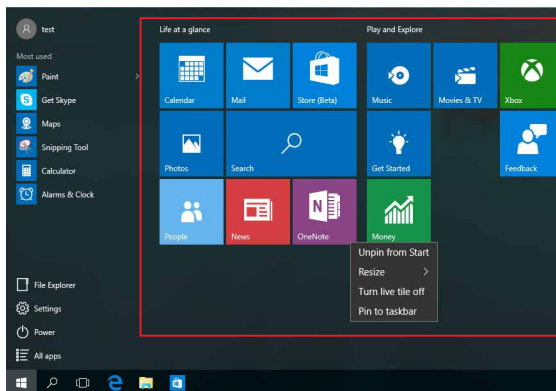 test
Most used
Paint
Get Skype
Maps
Snipping Tool
Calculator
Alarms & Clock
File Explorer
Settings
Power
All apps
Life at a glance
Calendar
Mail
Store (Beta)
Photos
Search
People
News
OneNote
Play and Explore
Music
Movies & TV
Xbox
Get Started
Feedback
Money
Unpin from Start
Resize
Turn live tile off
Pin to taskbar